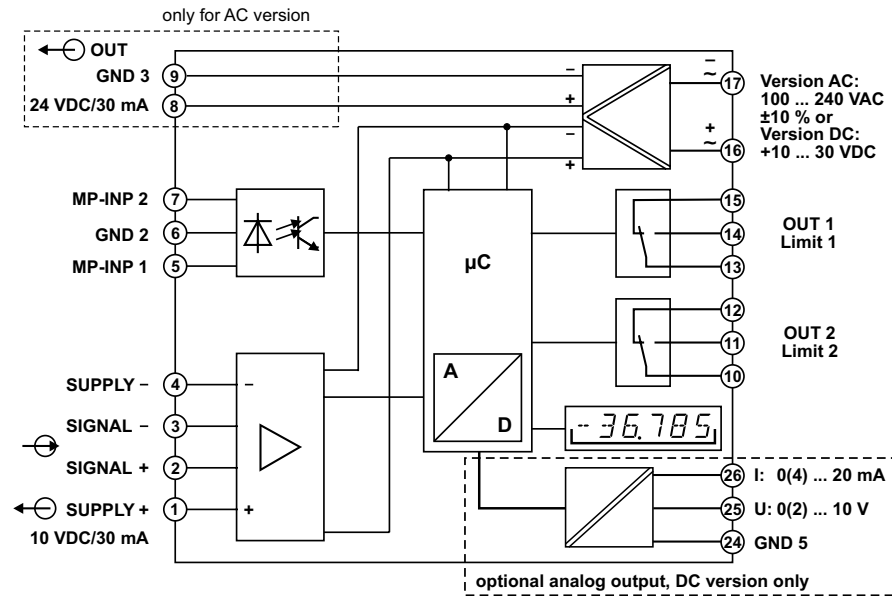 only for AC version
OUT
GND 3
9
24 VDC/30 mA
8
−
+
−
+
−
~
17
+
~
16
Version AC:
100 ... 240 VAC
±10 % or
Version DC:
+10 ... 30 VDC
MP-INP 2
7
GND 2
6
MP-INP 1
5
µC
15
14
13
OUT 1
Limit 1
12
11
10
OUT 2
Limit 2
A
D
SUPPLY −
4
−
SIGNAL −
3
SIGNAL +
2
SUPPLY +
1
+
10 VDC/30 mA
-36.785
26
I: 0(4) ... 20 mA
25
U: 0(2) ... 10 V
24
GND 5
optional analog output, DC version only